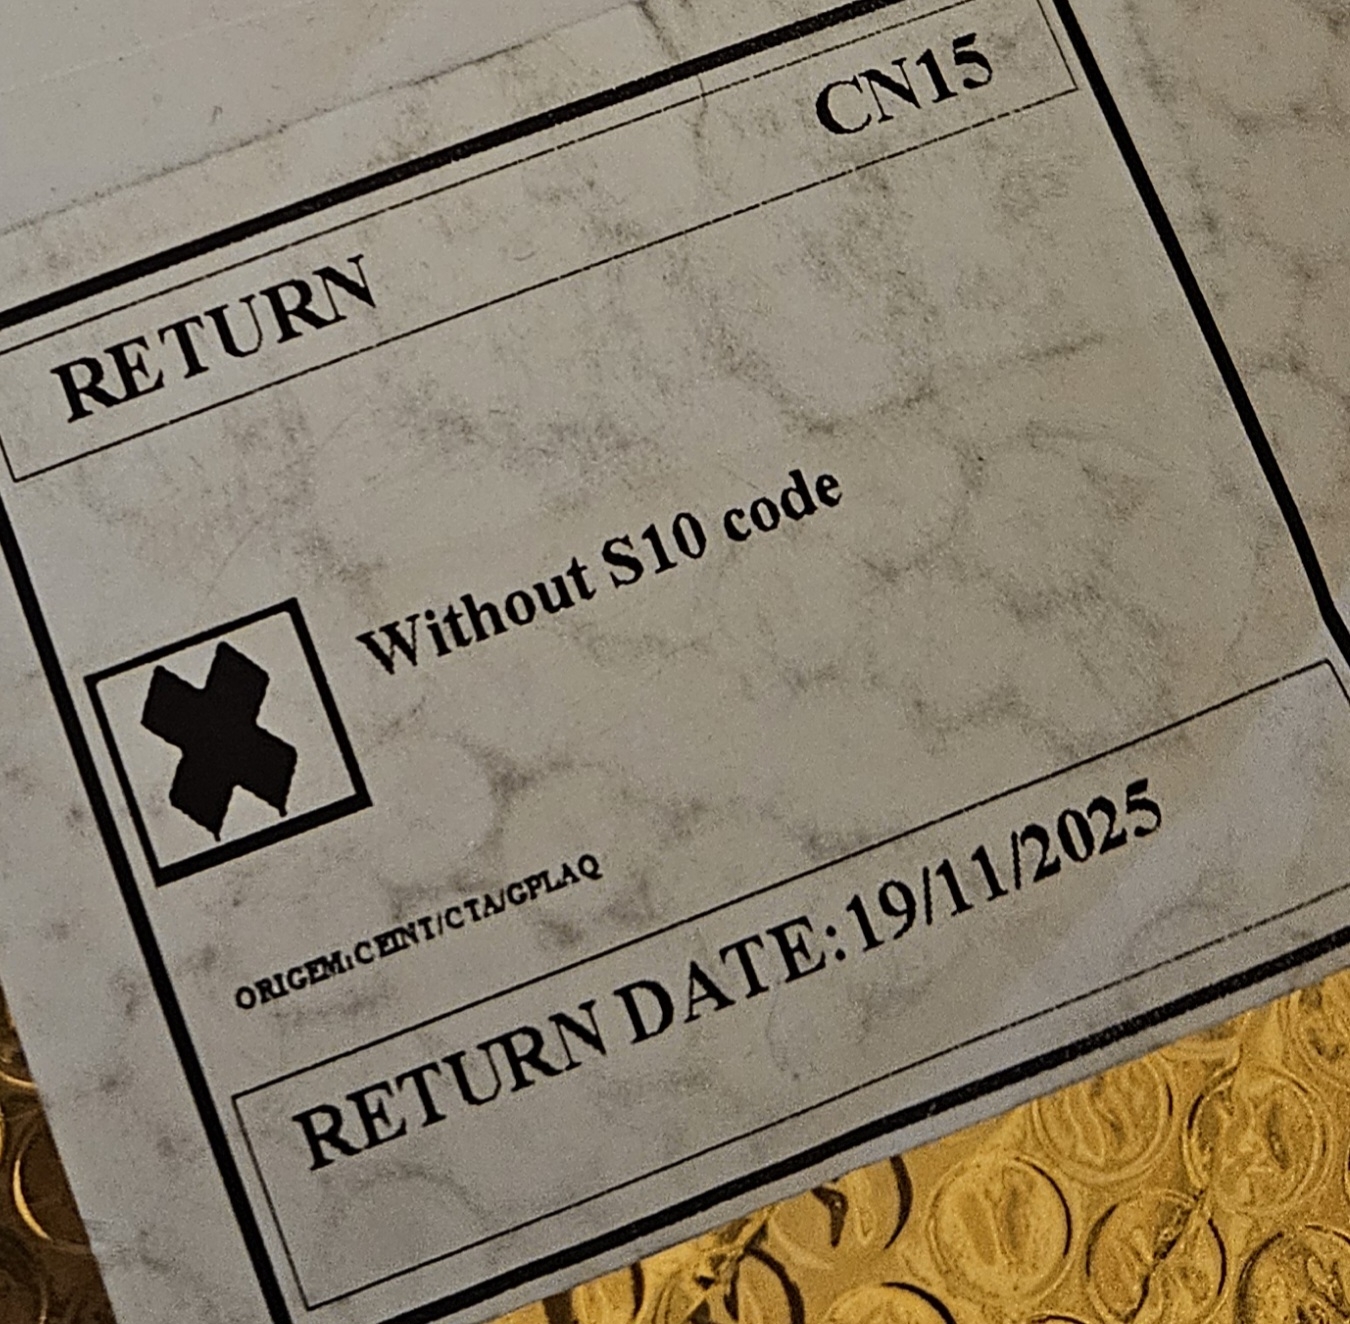 CN15
RETURN
Without S10 code
ORIGEM:CEINT/CTA/GPLAQ
RETURN DATE:19/11/2025